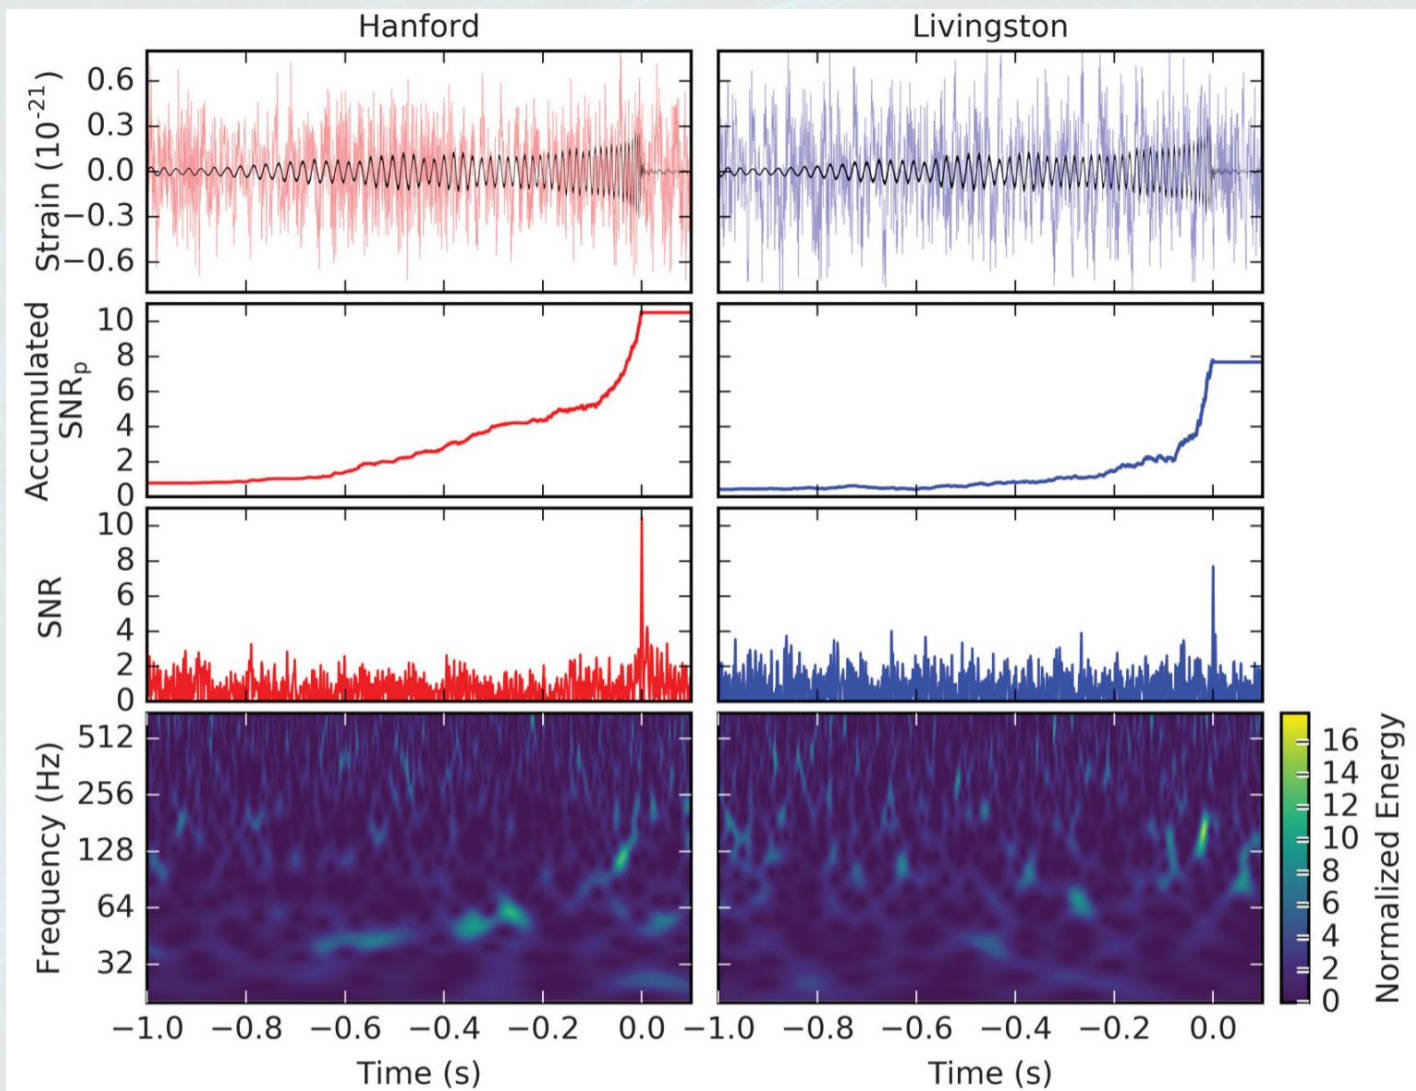 Hanford
Livingston
Strain (10⁻²¹)
0.6
0.3
0.0
−0.3
−0.6
Accumulated
SNRₚ
10
8
6
4
2
0
SNR
10
8
6
4
2
0
Frequency (Hz)
512
256
128
64
32
−1.0 −0.8 −0.6 −0.4 −0.2 0.0
Time (s)
−1.0 −0.8 −0.6 −0.4 −0.2 0.0
Time (s)
16
14
12
10
8
6
4
2
0
Normalized Energy